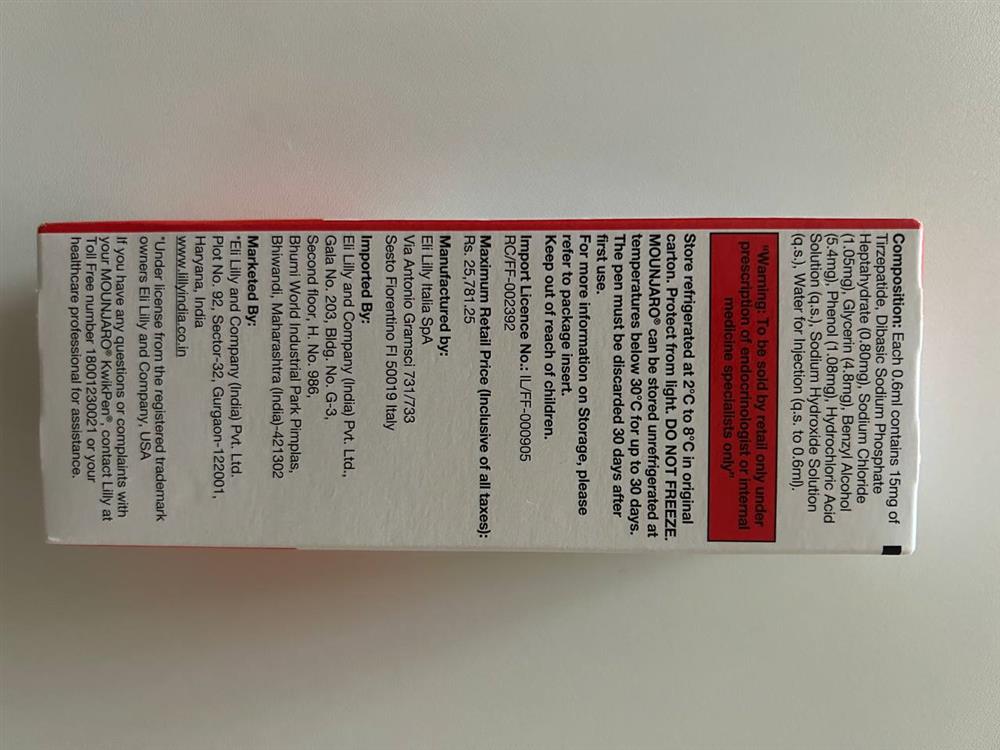 Composition: Each 0.6ml contains 15mg of
Tirzepatide, Dibasic Sodium Phosphate
Heptahydrate (0.80mg), Sodium Chloride
(1.05mg), Glycerin (4.8mg), Benzyl Alcohol
(5.4mg), Phenol (1.08mg), Hydrochloric Acid
Solution (q.s.), Sodium Hydroxide Solution
(q.s.), Water for Injection (q.s. to 0.6ml).
"Warning: To be sold by retail only under
prescription of endocrinologist or internal
medicine specialists only"
Store refrigerated at 2°C to 8°C in original
carton. Protect from light. DO NOT FREEZE.
MOUNJARO® can be stored unrefrigerated at
temperatures below 30°C for up to 30 days.
The pen must be discarded 30 days after
first use.
For more information on Storage, please
refer to package insert.
Keep out of reach of children.
Import Licence No.: IL/FF-000905
RC/FF-002392
Maximum Retail Price (Inclusive of all taxes):
Rs. 25,781.25
Manufactured by:
Eli Lilly Italia SpA
Via Antonio Gramsci 731/733
Sesto Fiorentino FI 50019 Italy
Imported By:
Eli Lilly and Company (India) Pvt. Ltd.,
Gala No. 203, Bldg. No. G-3,
Second floor, H. No. 986,
Bhumi World Industrial Park Pimplas,
Bhiwandi, Maharashtra (India)-421302
Marketed By:
*Eli Lilly and Company (India) Pvt. Ltd.
Plot No. 92, Sector-32, Gurgaon-122001,
Haryana, India
www.lillyindia.co.in
*Under license from the registered trademark
owners Eli Lilly and Company, USA
If you have any questions or complaints with
your MOUNJARO® KwikPen®, contact Lilly at
Toll Free number 18001230021 or your
healthcare professional for assistance.